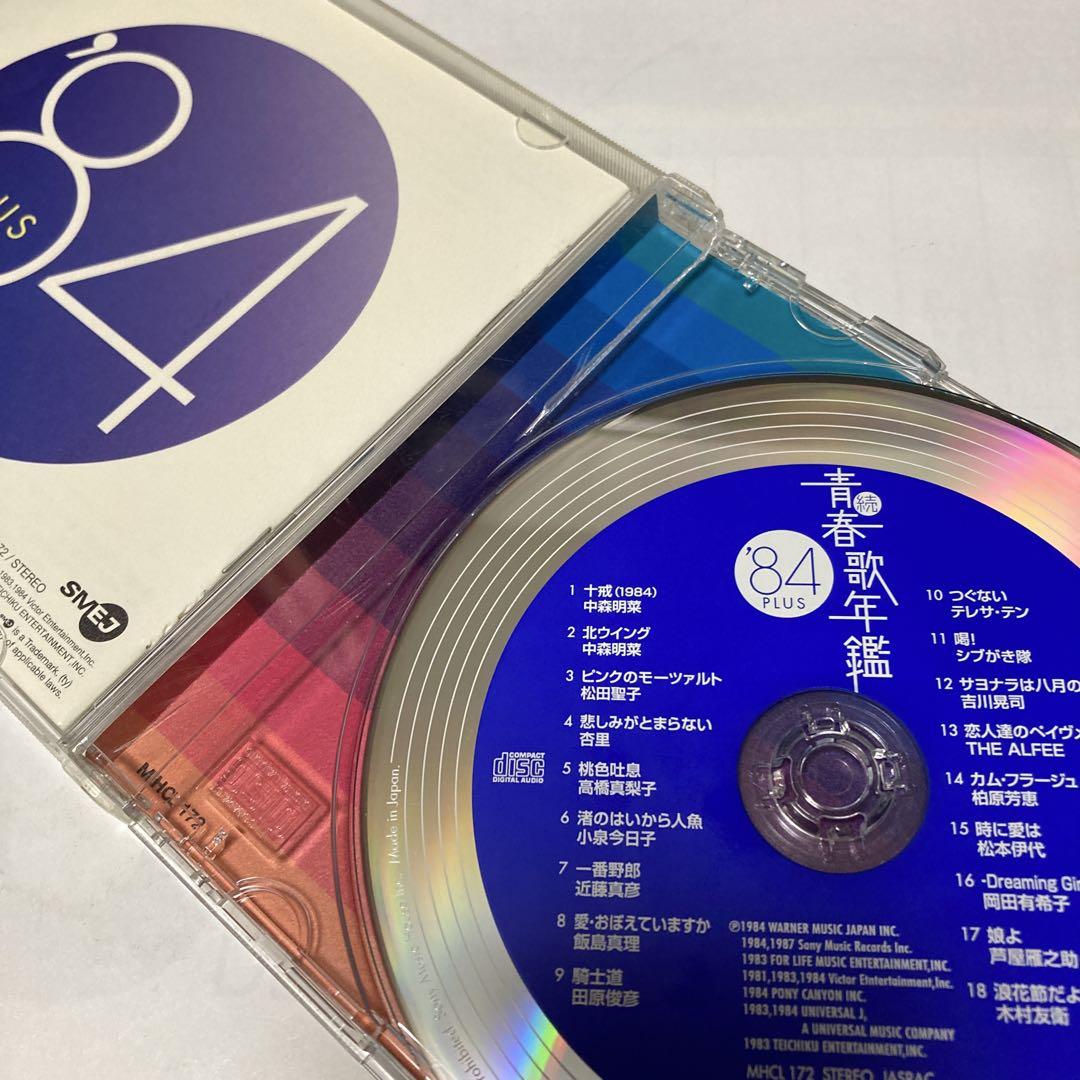 '84
US
72 / STEREO
SMEJ
1983,1984 Victor Entertainment,Inc.
TEICHIKU ENTERTAINMENT,INC.
is a Trademark (ty)
of applicable laws.
MHCL 172
Made in Japan.
続
青春歌年鑑
'84
PLUS
1 十戒(1984)
中森明菜
2 北ウイング
中森明菜
3 ピンクのモーツァルト
松田聖子
4 悲しみがとまらない
杏里
5 桃色吐息
高橋真梨子
6 渚のはいから人魚
小泉今日子
7 一番野郎
近藤真彦
8 愛・おぼえていますか
飯島真理
9 騎士道
田原俊彦
10 つぐない
テレサ・テン
11 喝!
シブがき隊
12 サヨナラは八月の
吉川晃司
13 恋人達のペイヴメ
THE ALFEE
14 カム・フラージュ
柏原芳恵
15 時に愛は
松本伊代
16 -Dreaming Gir
岡田有希子
17 娘よ
芦屋雁之助
18 浪花節だよ
木村友衛
COMPACT
disc
DIGITAL AUDIO
℗1984 WARNER MUSIC JAPAN INC.
1984,1987 Sony Music Records Inc.
1983 FOR LIFE MUSIC ENTERTAINMENT,INC.
1981,1983,1984 Victor Entertainment,Inc.
1984 PONY CANYON INC.
1983,1984 UNIVERSAL J,
A UNIVERSAL MUSIC COMPANY
1983 TEICHIKU ENTERTAINMENT,INC.
MHCL 172 STEREO JASRAC